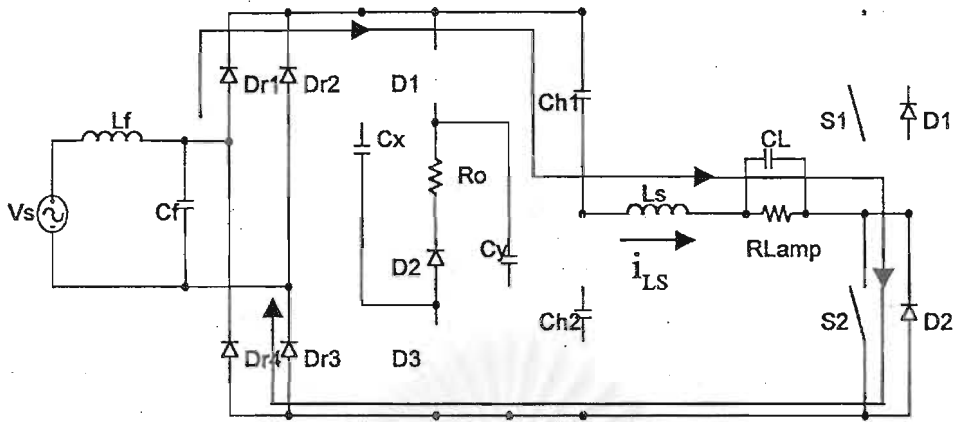 Dr1
Dr2
D1
Ch1
S1
D1
Lf
Cx
CL
Ro
Vs
Cf
Ls
D2
Cy
RLamp
iLS
Ch2
S2
D2
Dr4
Dr3
D3